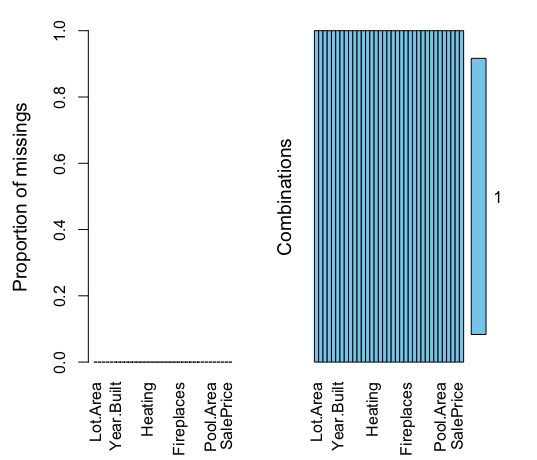 Proportion of missings
0.0
0.2
0.4
0.6
0.8
1.0
Lot.Area
Year.Built
Heating
Fireplaces
Pool.Area
SalePrice
Combinations
Lot.Area
Year.Built
Heating
Fireplaces
Pool.Area
SalePrice
1